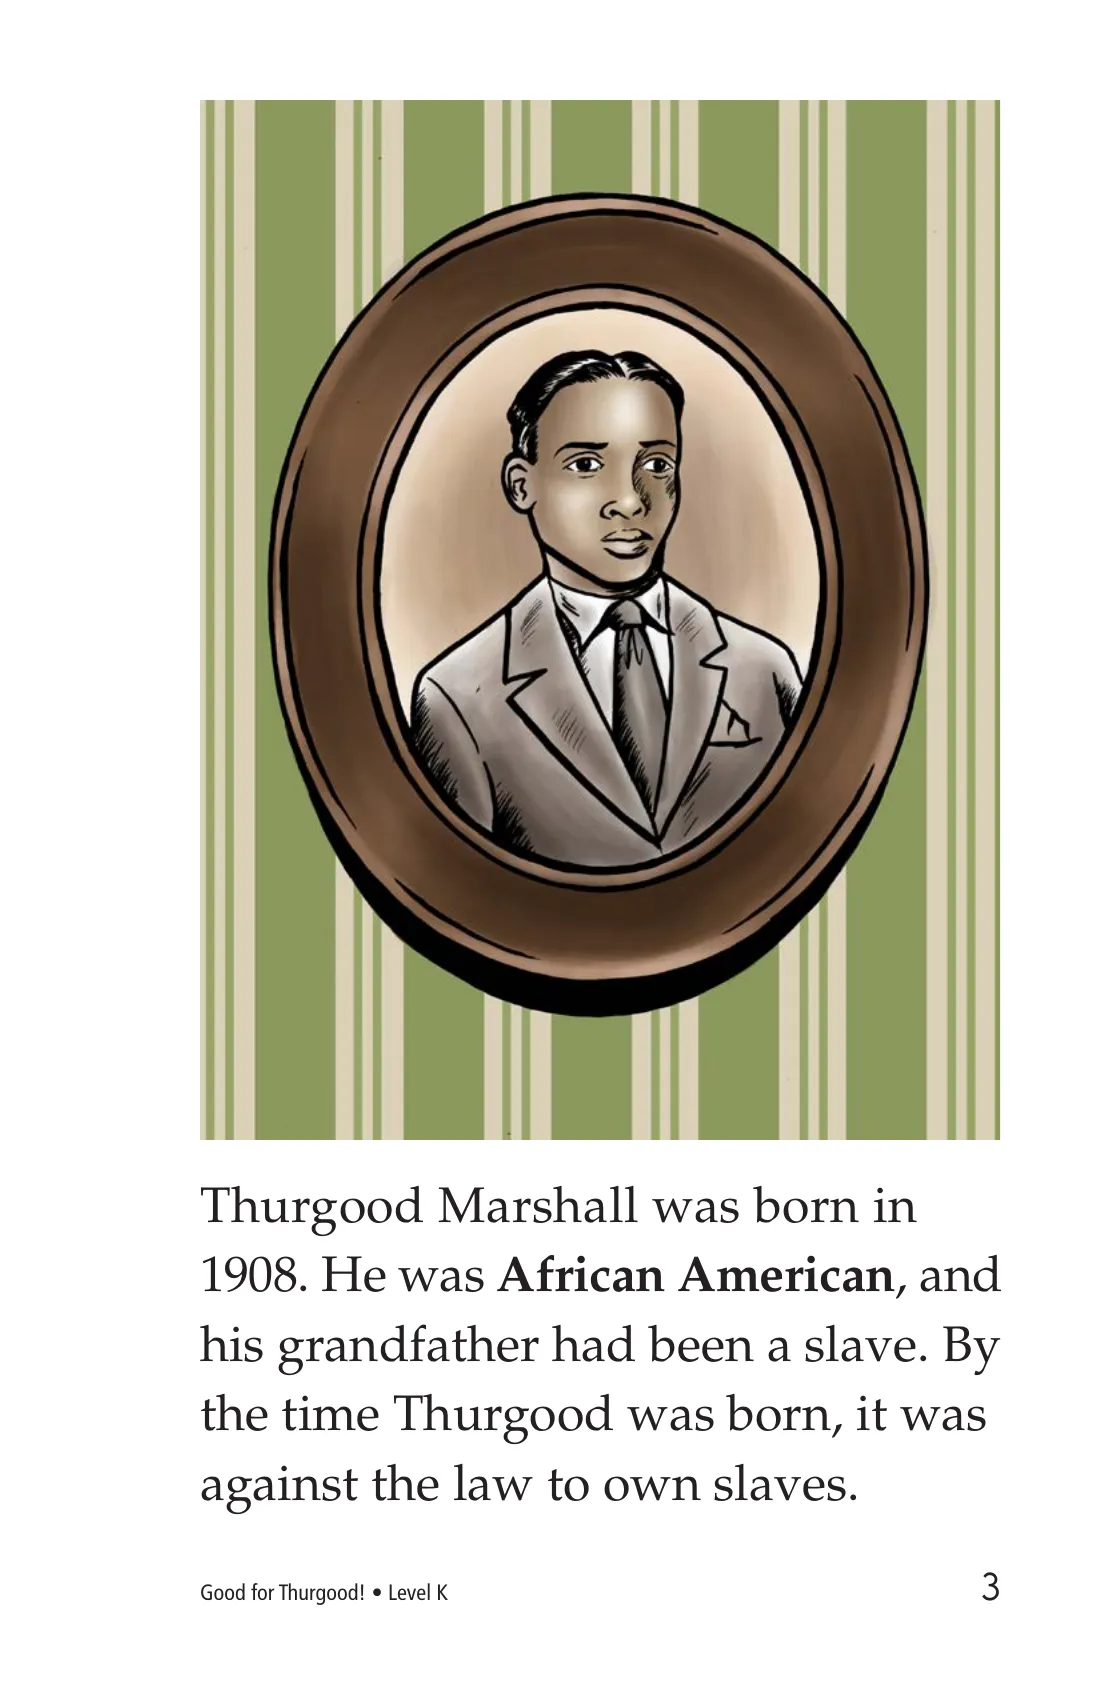 Thurgood Marshall was born in
1908. He was African American, and
his grandfather had been a slave. By
the time Thurgood was born, it was
against the law to own slaves.
Good for Thurgood! • Level K
3